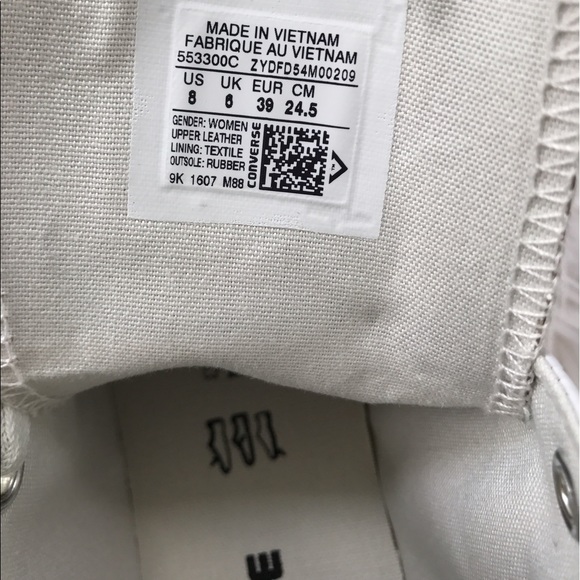 MADE IN VIETNAM
FABRIQUE AU VIETNAM
553300C ZYDFD54M00209
US UK EUR CM
8 6 39 24.5
GENDER: WOMEN
UPPER LEATHER
LINING: TEXTILE
OUTSOLE: RUBBER
9K 1607 M88
CONVERSE
E